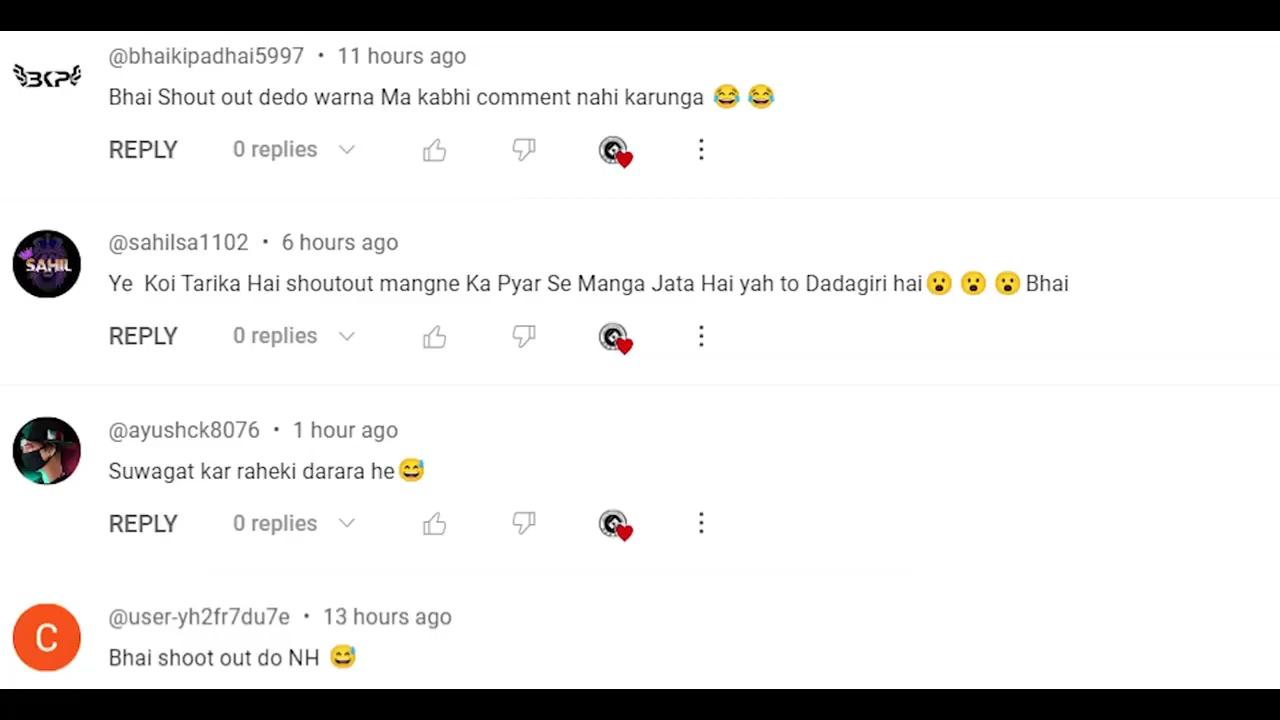 BKP
@bhaikipadhai5997 • 11 hours ago
Bhai Shout out dedo warna Ma kabhi comment nahi karunga 😂 😂
REPLY 0 replies
SAHIL
@sahilsa1102 • 6 hours ago
Ye Koi Tarika Hai shoutout mangne Ka Pyar Se Manga Jata Hai yah to Dadagiri hai😮 😮 😮 Bhai
REPLY 0 replies
@ayushck8076 • 1 hour ago
Suwagat kar raheki darara he😅
REPLY 0 replies
C
@user-yh2fr7du7e • 13 hours ago
Bhai shoot out do NH 😅